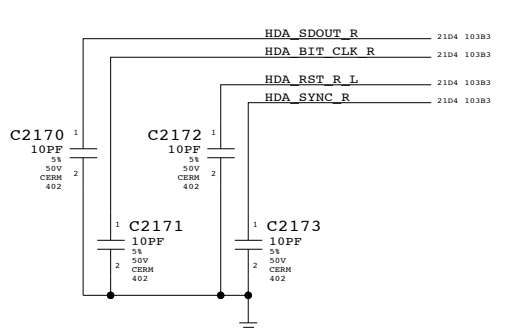 HDA_SDOUT_R 21D4 103B3
HDA_BIT_CLK_R 21D4 103B3
HDA_RST_R_L 21D4 103B3
HDA_SYNC_R 21D4 103B3
C2170 1
10PF
5%
50V
CERM
402
2
C2172 1
10PF
5%
50V
CERM
402
2
1 C2171
10PF
5%
50V
2 CERM
402
1 C2173
10PF
5%
50V
2 CERM
402